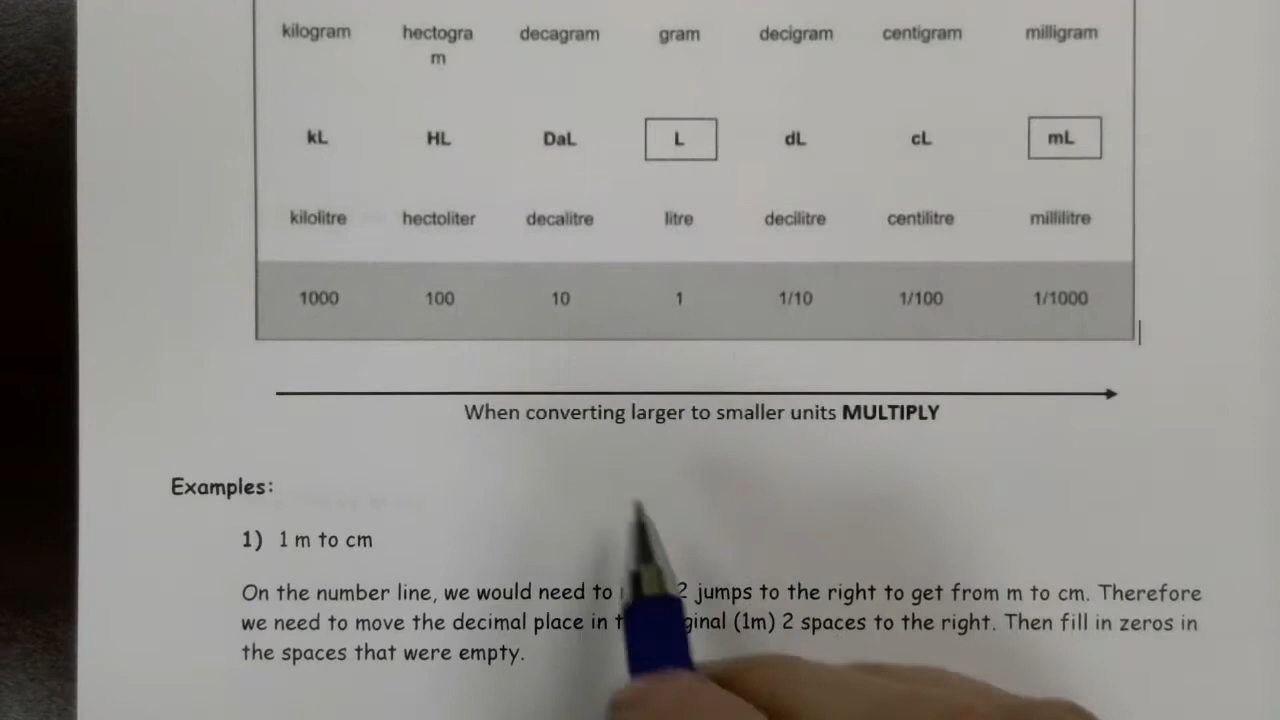 kilogram hectogra decagram gram decigram centigram milligram
m
kL HL DaL L dL cL mL
kilolitre hectoliter decalitre litre decilitre centilitre millilitre
1000 100 10 1 1/10 1/100 1/1000
When converting larger to smaller units MULTIPLY
Examples:
1) 1 m to cm
On the number line, we would need to 2 jumps to the right to get from m to cm. Therefore
we need to move the decimal place in (1m) 2 spaces to the right. Then fill in zeros in
the spaces that were empty.